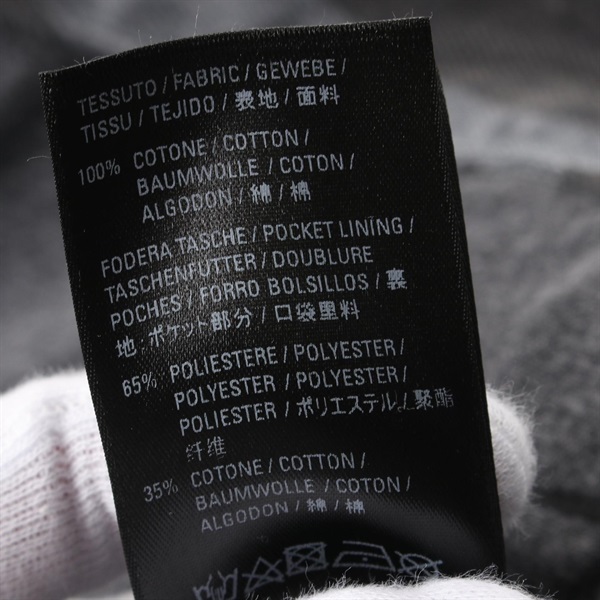 TESSUTO / FABRIC / GEWEBE /
TISSU / TEJIDO / 表地 / 面料
100% COTONE / COTTON /
BAUMWOLLE / COTON /
ALGODON / 綿 / 棉
FODERA TASCHE / POCKET LINING /
TASCHENFUTTER / DOUBLURE
POCHES / FORRO BOLSILLOS / 裏
地・ポケット部分 / 口袋里料
65% POLIESTERE / POLYESTER /
POLYESTER / POLYESTER /
POLIESTER / ポリエステル / 聚酯
纤维
35% COTONE / COTTON /
BAUMWOLLE / COTON /
ALGODON / 綿 / 棉